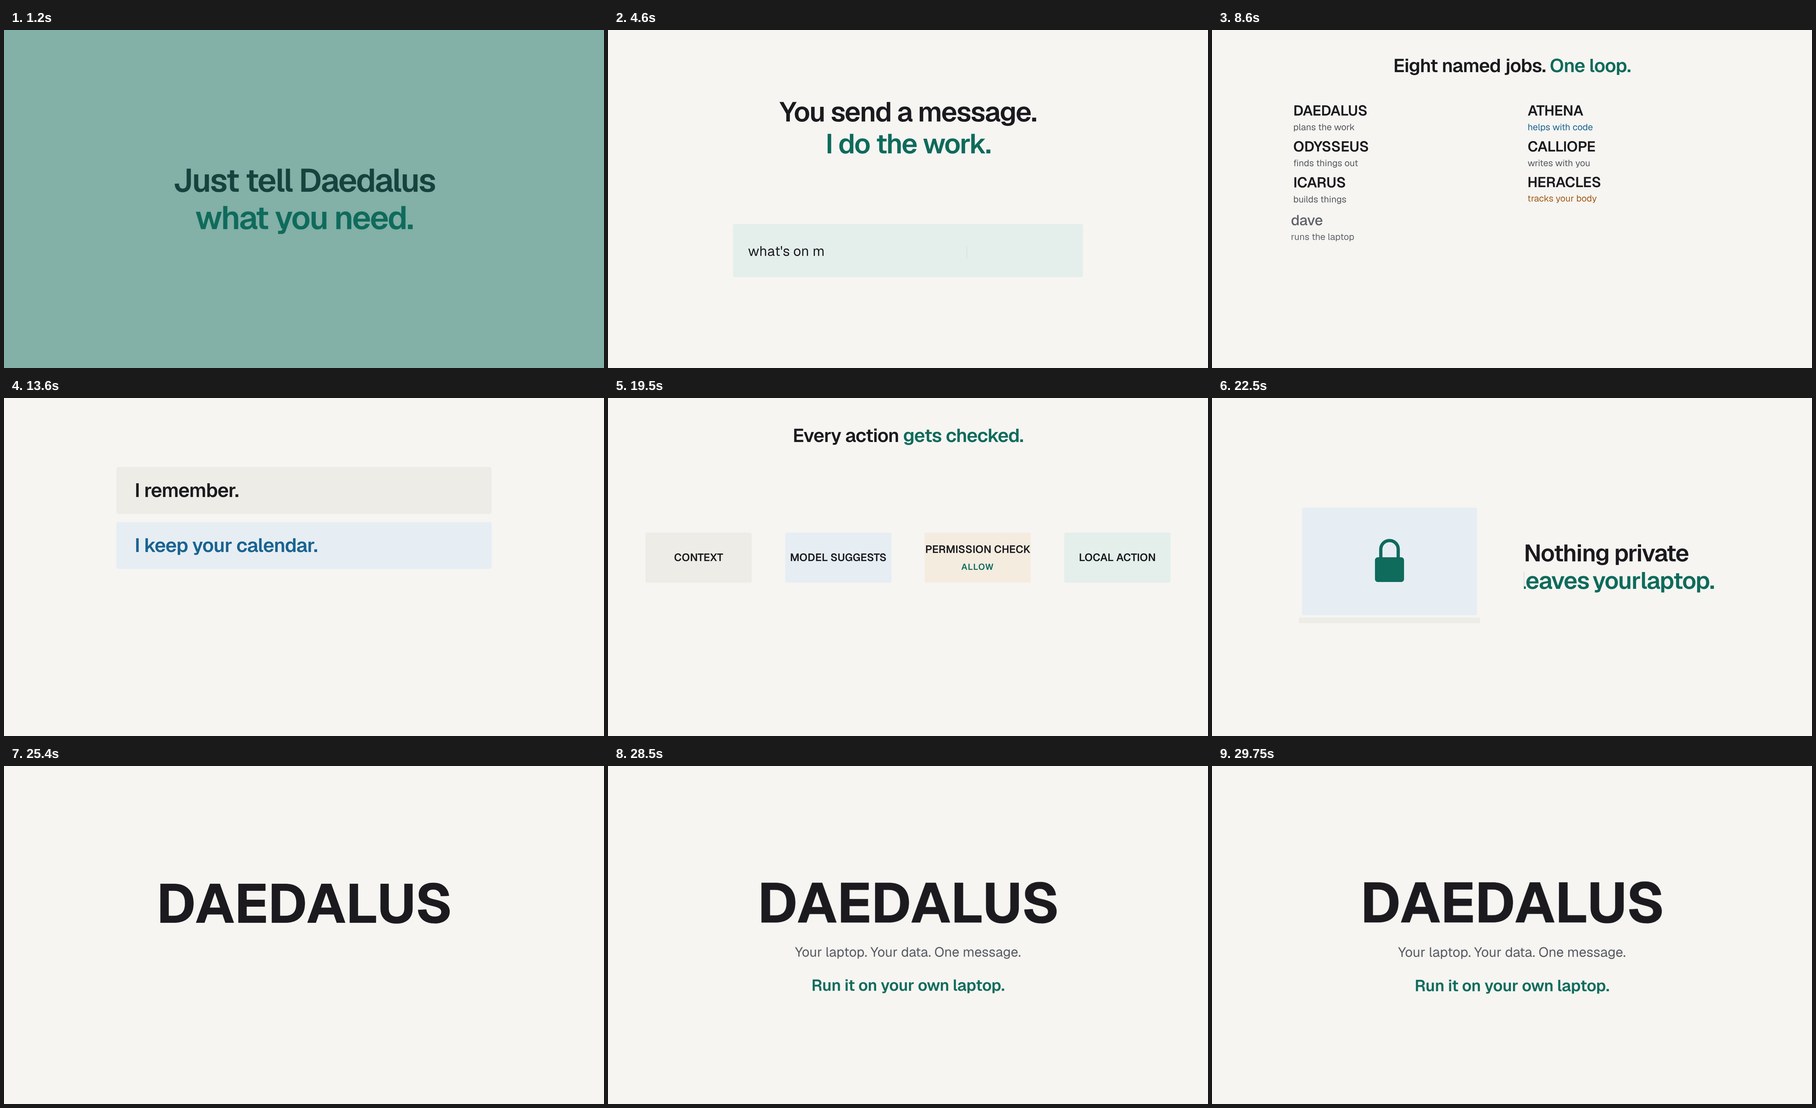 1. 1.2s
Just tell Daedalus
what you need.
2. 4.6s
You send a message.
I do the work.
what's on m
3. 8.6s
Eight named jobs. One loop.
DAEDALUS
plans the work
ODYSSEUS
finds things out
ICARUS
builds things
dave
runs the laptop
ATHENA
helps with code
CALLIOPE
writes with you
HERACLES
tracks your body
4. 13.6s
I remember.
I keep your calendar.
5. 19.5s
Every action gets checked.
CONTEXT
MODEL SUGGESTS
PERMISSION CHECK
ALLOW
LOCAL ACTION
6. 22.5s
Nothing private
leaves yourlaptop.
7. 25.4s
DAEDALUS
8. 28.5s
DAEDALUS
Your laptop. Your data. One message.
Run it on your own laptop.
9. 29.75s
DAEDALUS
Your laptop. Your data. One message.
Run it on your own laptop.